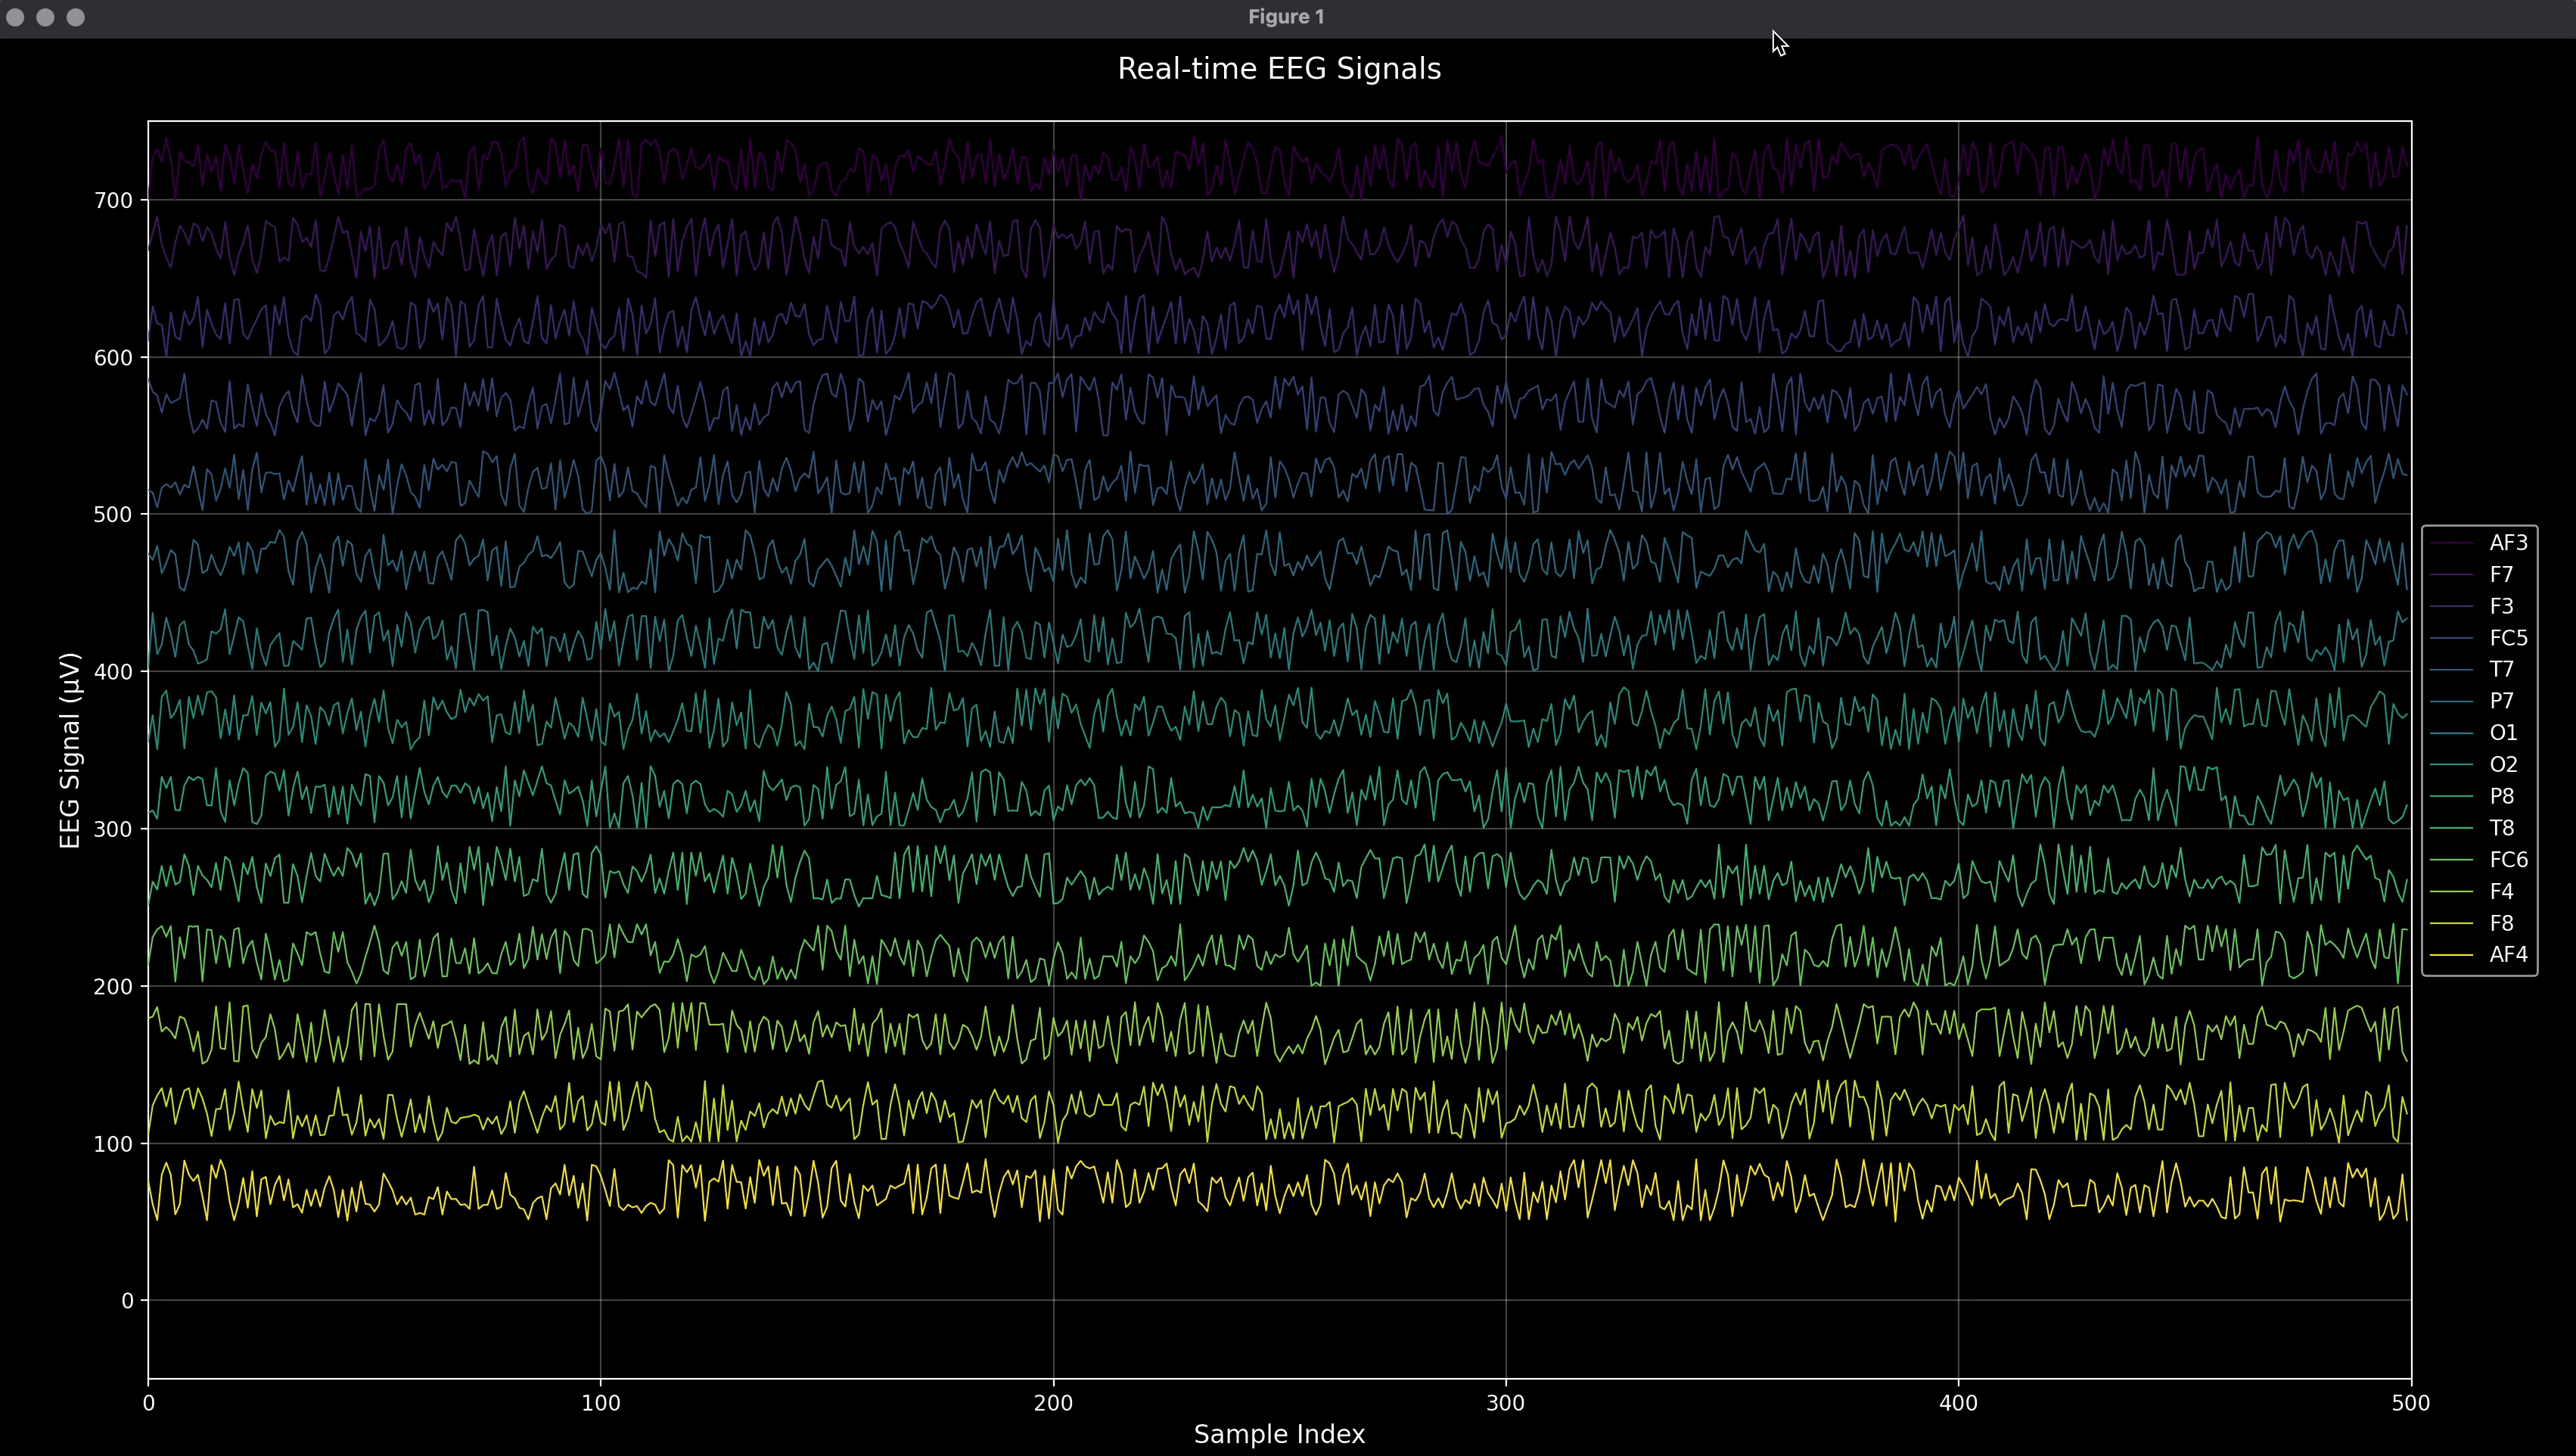 Figure 1
Real-time EEG Signals
EEG Signal (µV)
700
600
500
400
300
200
100
0
0 100 200 300 400 500
Sample Index
AF3
F7
F3
FC5
T7
P7
O1
O2
P8
T8
FC6
F4
F8
AF4